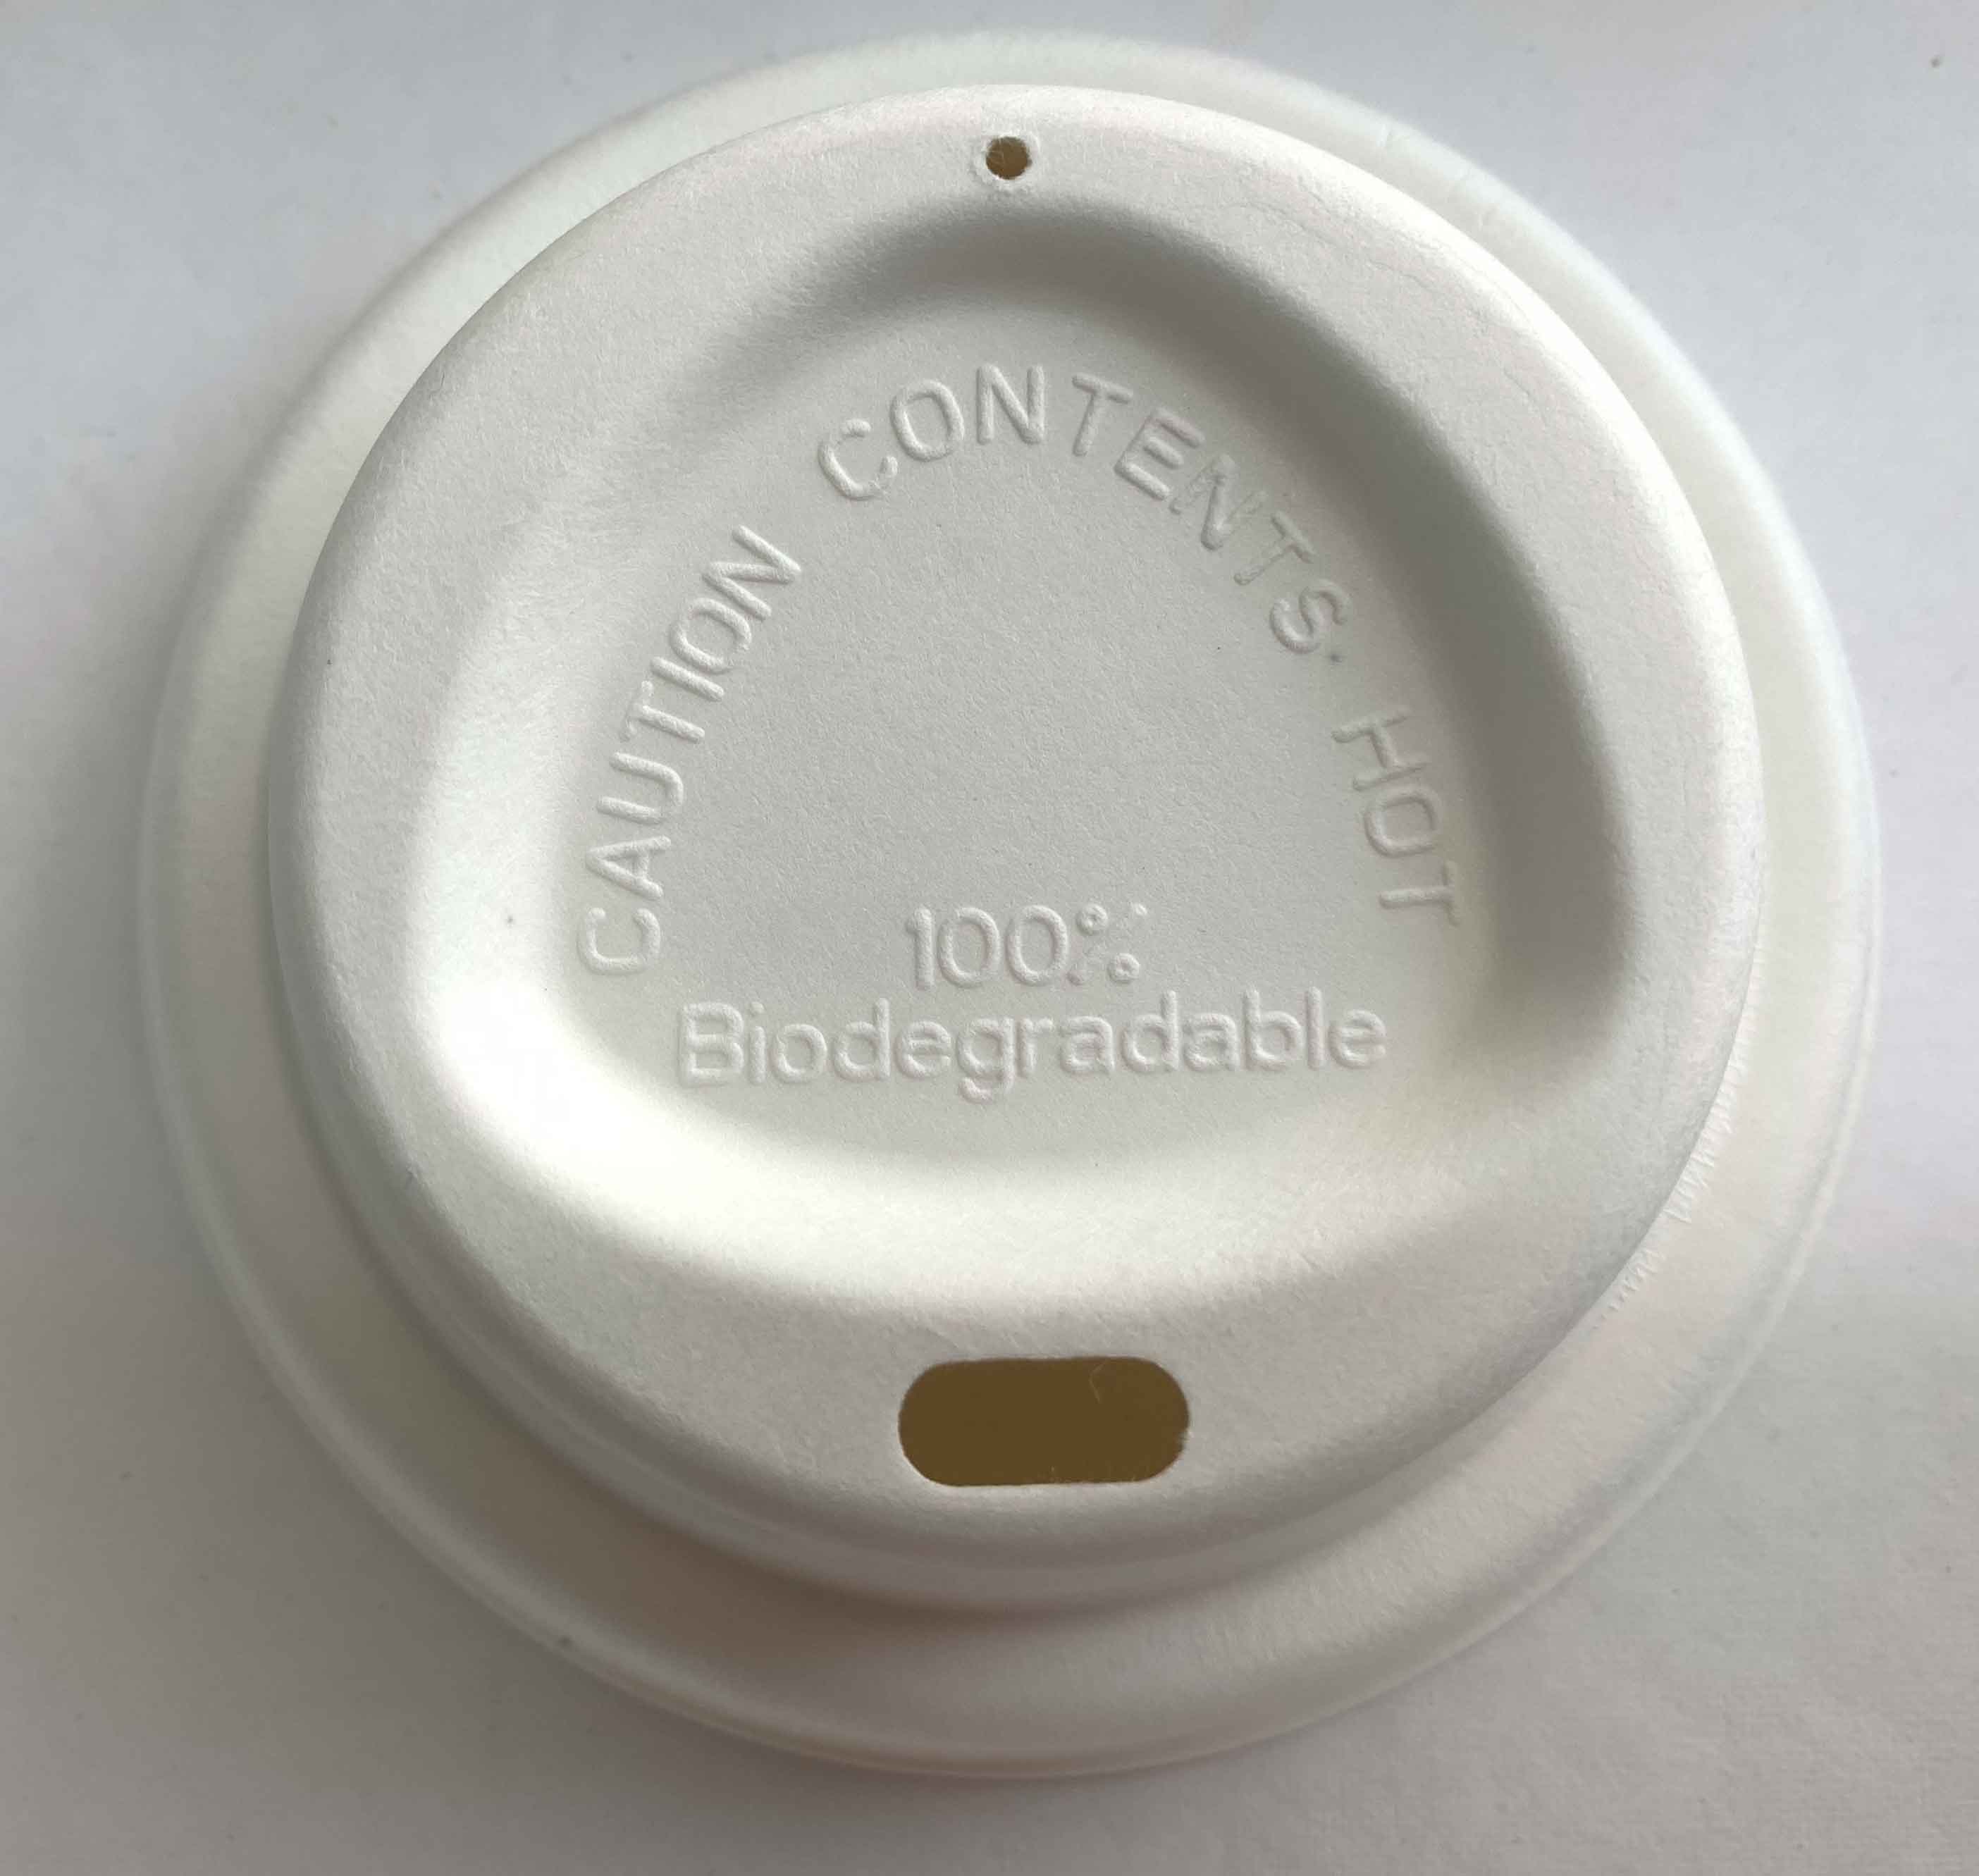 CAUTION CONTENTS HOT
100%
Biodegradable